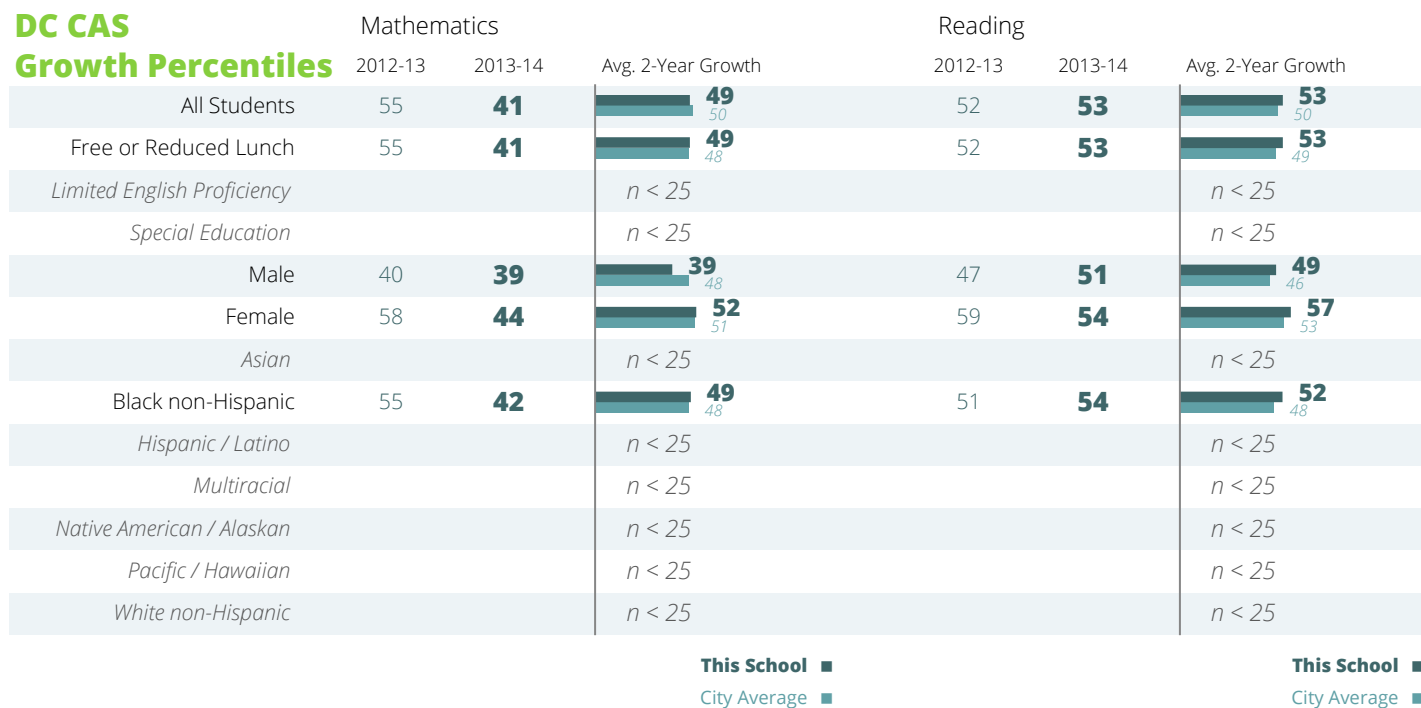 DC CAS
Growth Percentiles
Mathematics Reading
2012-13 2013-14 Avg. 2-Year Growth 2012-13 2013-14 Avg. 2-Year Growth
All Students 55 41 49 50 52 53 53 50
Free or Reduced Lunch 55 41 49 48 52 53 53 49
Limited English Proficiency n < 25 n < 25
Special Education n < 25 n < 25
Male 40 39 39 48 47 51 49 46
Female 58 44 52 51 59 54 57 53
Asian n < 25 n < 25
Black non-Hispanic 55 42 49 48 51 54 52 48
Hispanic / Latino n < 25 n < 25
Multiracial n < 25 n < 25
Native American / Alaskan n < 25 n < 25
Pacific / Hawaiian n < 25 n < 25
White non-Hispanic n < 25 n < 25
This School This School
City Average City Average